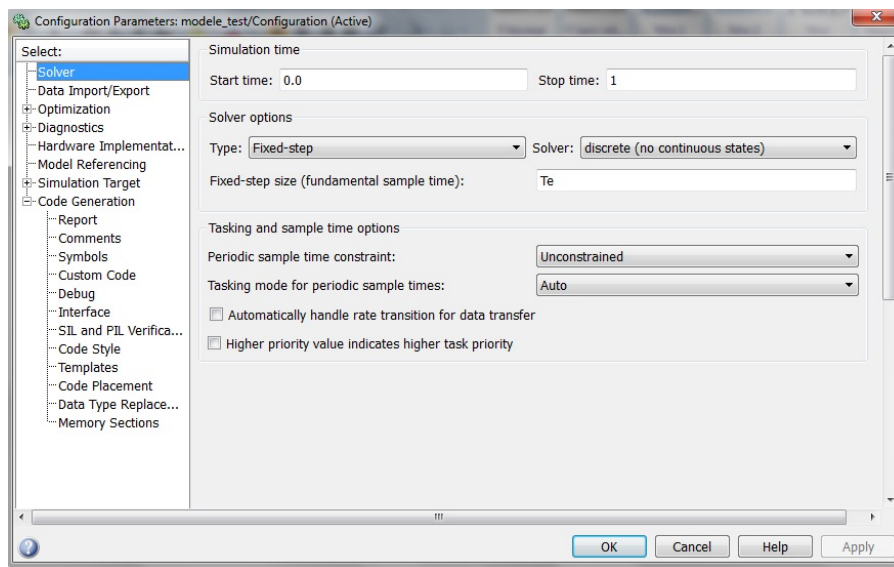 Configuration Parameters: modele_test/Configuration (Active)
Select:
Solver
Data Import/Export
Optimization
Diagnostics
Hardware Implementat...
Model Referencing
Simulation Target
Code Generation
Report
Comments
Symbols
Custom Code
Debug
Interface
SIL and PIL Verifica...
Code Style
Templates
Code Placement
Data Type Replace...
Memory Sections
Simulation time
Start time: 0.0 Stop time: 1
Solver options
Type: Fixed-step Solver: discrete (no continuous states)
Fixed-step size (fundamental sample time): Te
Tasking and sample time options
Periodic sample time constraint: Unconstrained
Tasking mode for periodic sample times: Auto
Automatically handle rate transition for data transfer
Higher priority value indicates higher task priority
OK Cancel Help Apply